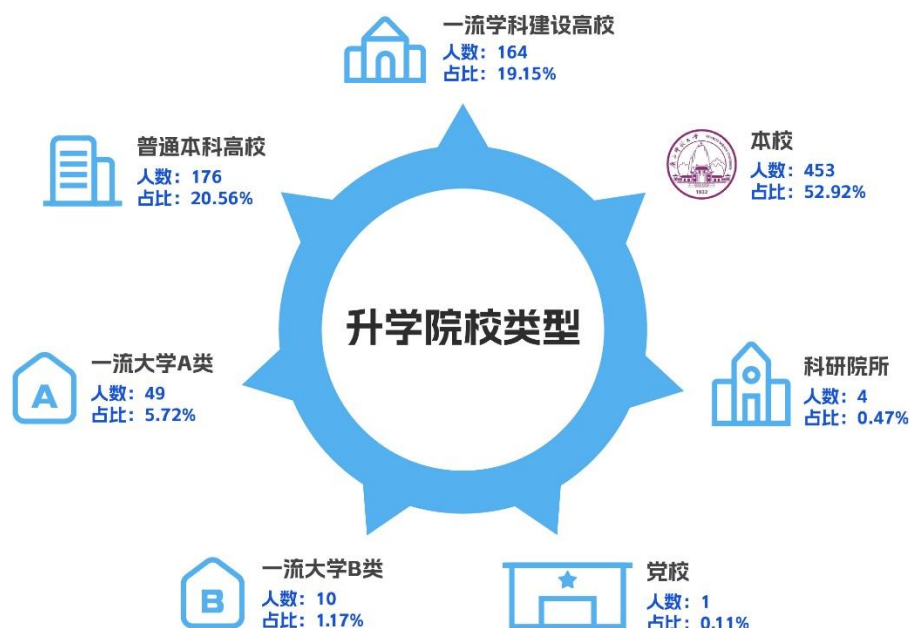 一流学科建设高校
人数：164
占比：19.15%
普通本科高校
人数：176
占比：20.56%
本校
人数：453
占比：52.92%
1932
升学院校类型
A
一流大学A类
人数：49
占比：5.72%
科研院所
人数：4
占比：0.47%
B
一流大学B类
人数：10
占比：1.17%
党校
人数：1
占比：0.11%